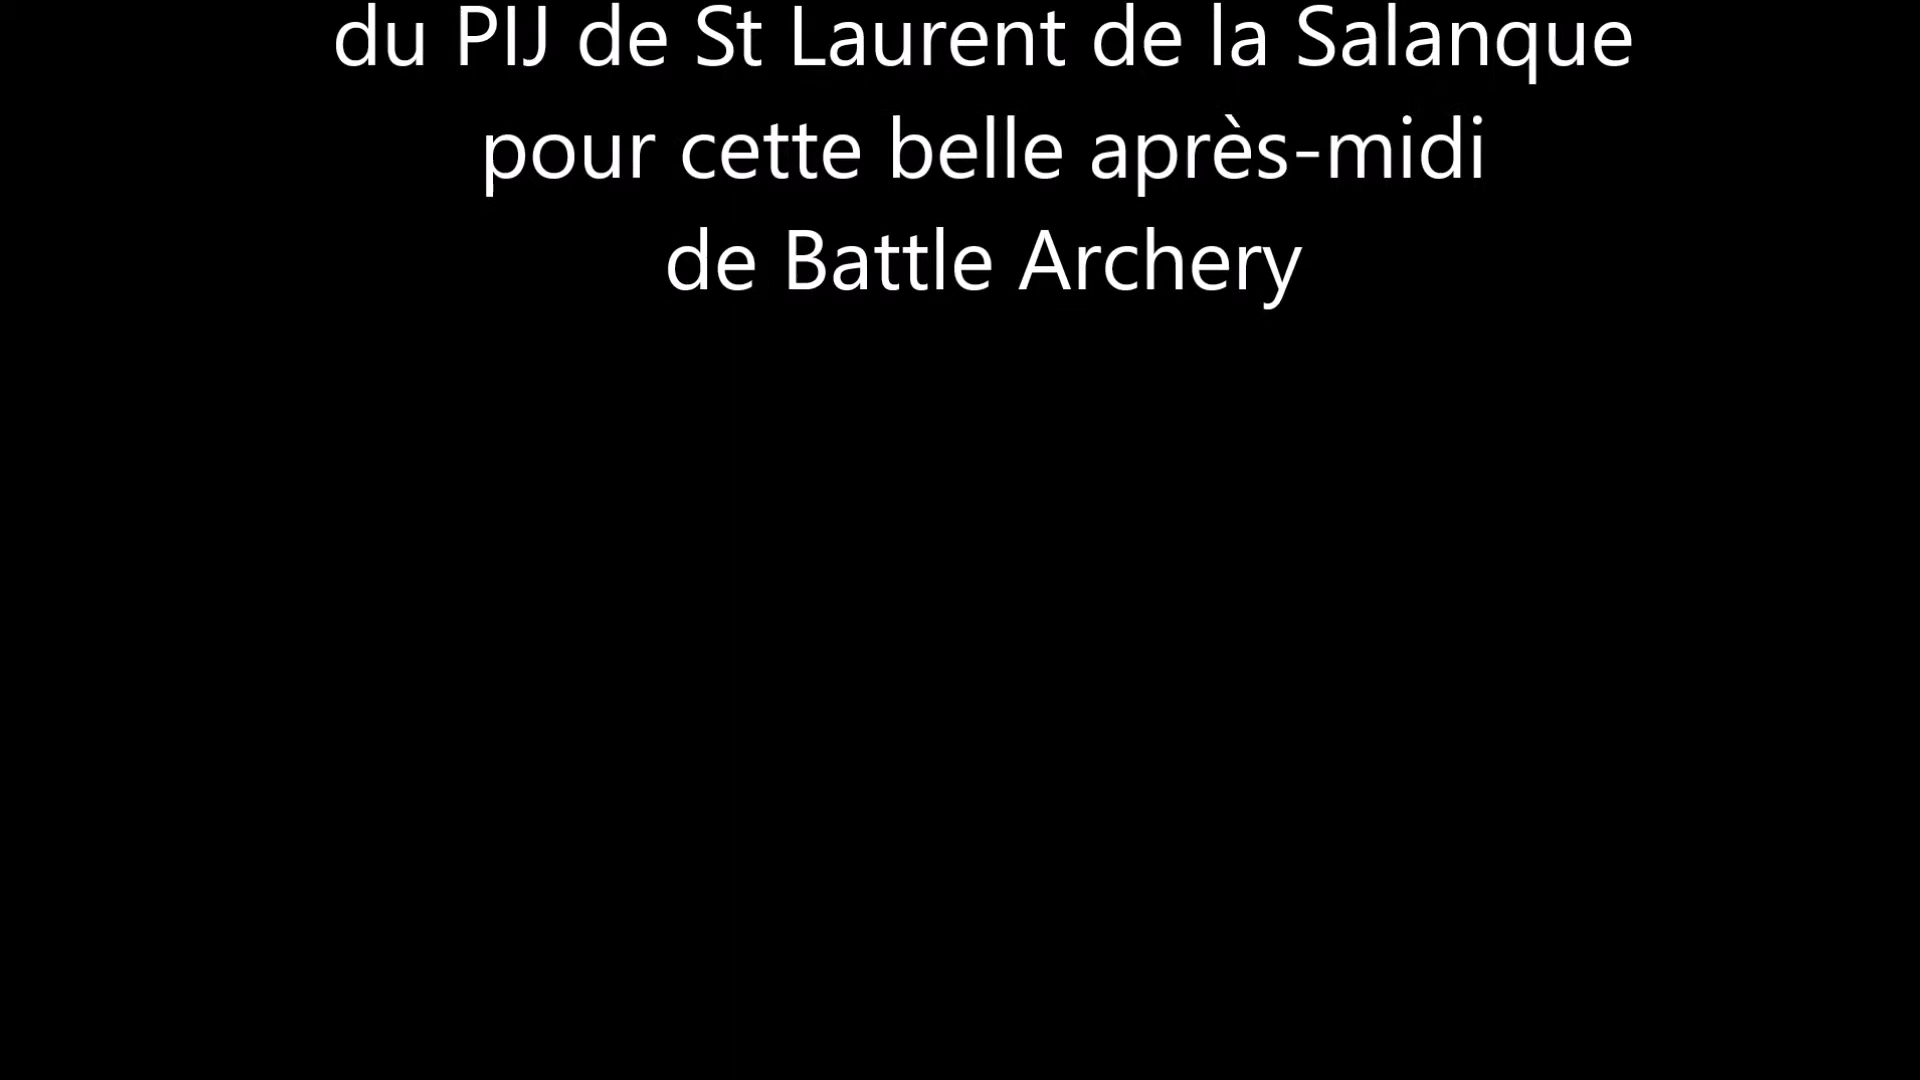 du PIJ de St Laurent de la Salanque
pour cette belle après-midi
de Battle Archery